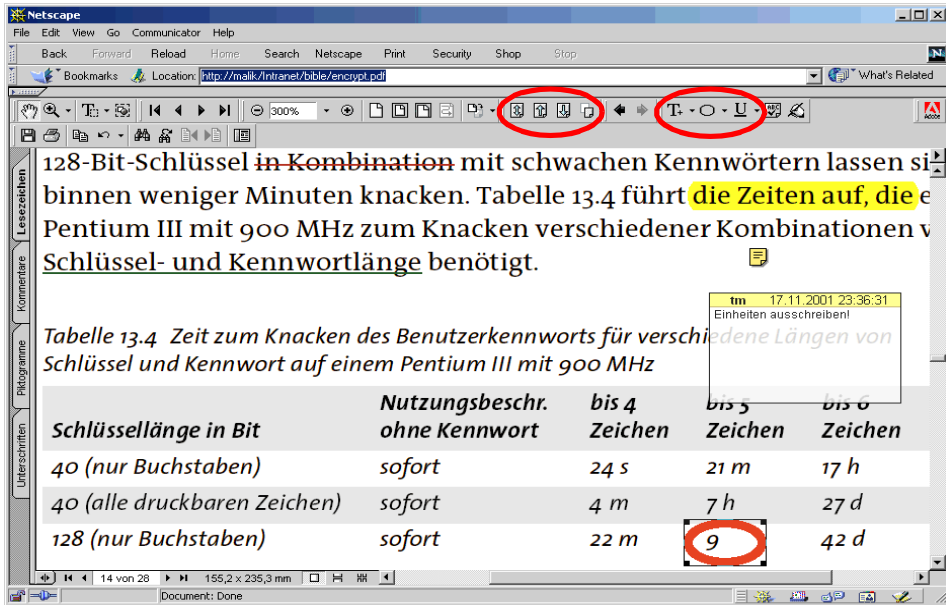 Netscape
File Edit View Go Communicator Help
Back Forward Reload Home Search Netscape Print Security Shop Stop
Bookmarks Location: http://malik/Intranet/bible/encrypt.pdf What's Related
300%
Adobe
Lesezeichen
Kommentare
Piktogramme
Unterschriften
128-Bit-Schlüssel in Kombination mit schwachen Kennwörtern lassen si
binnen weniger Minuten knacken. Tabelle 13.4 führt die Zeiten auf, die e
Pentium III mit 900 MHz zum Knacken verschiedener Kombinationen v
Schlüssel- und Kennwortlänge benötigt.
tm 17.11.2001 23:36:31
Einheiten ausschreiben!
Tabelle 13.4 Zeit zum Knacken des Benutzerkennworts für verschiedene Längen von
Schlüssel und Kennwort auf einem Pentium III mit 900 MHz
Nutzungsbeschr. bis 4 bis 5 bis 6
Schlüssellänge in Bit ohne Kennwort Zeichen Zeichen Zeichen
40 (nur Buchstaben) sofort 24 s 21 m 17 h
40 (alle druckbaren Zeichen) sofort 4 m 7 h 27 d
128 (nur Buchstaben) sofort 22 m 9 42 d
14 von 28 155,2 x 235,3 mm
Document: Done